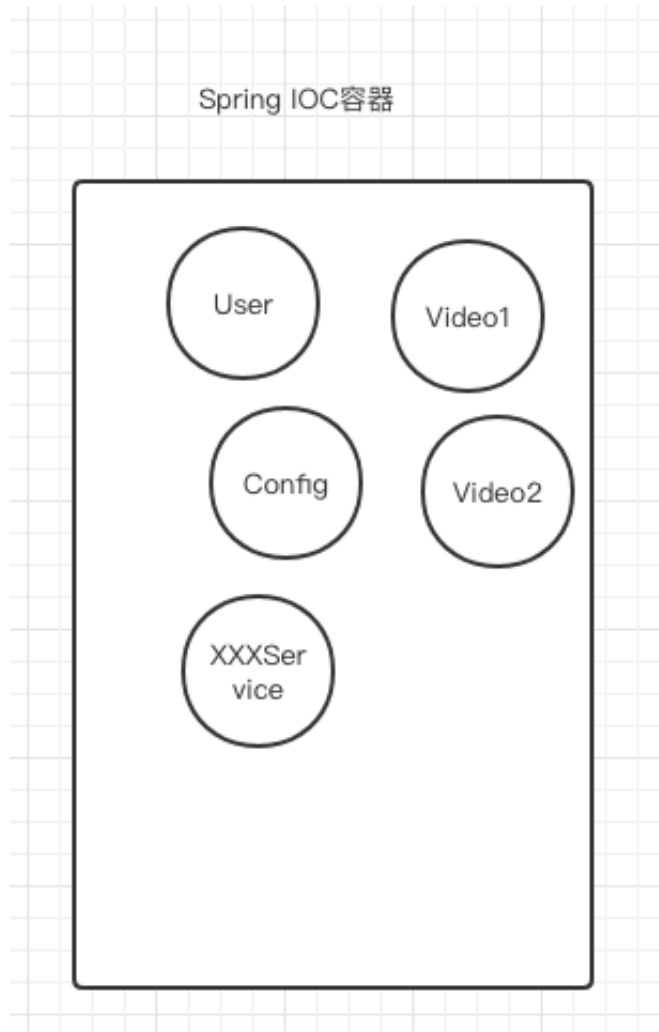 Spring IOC容器
User
Video1
Config
Video2
XXXSer
vice